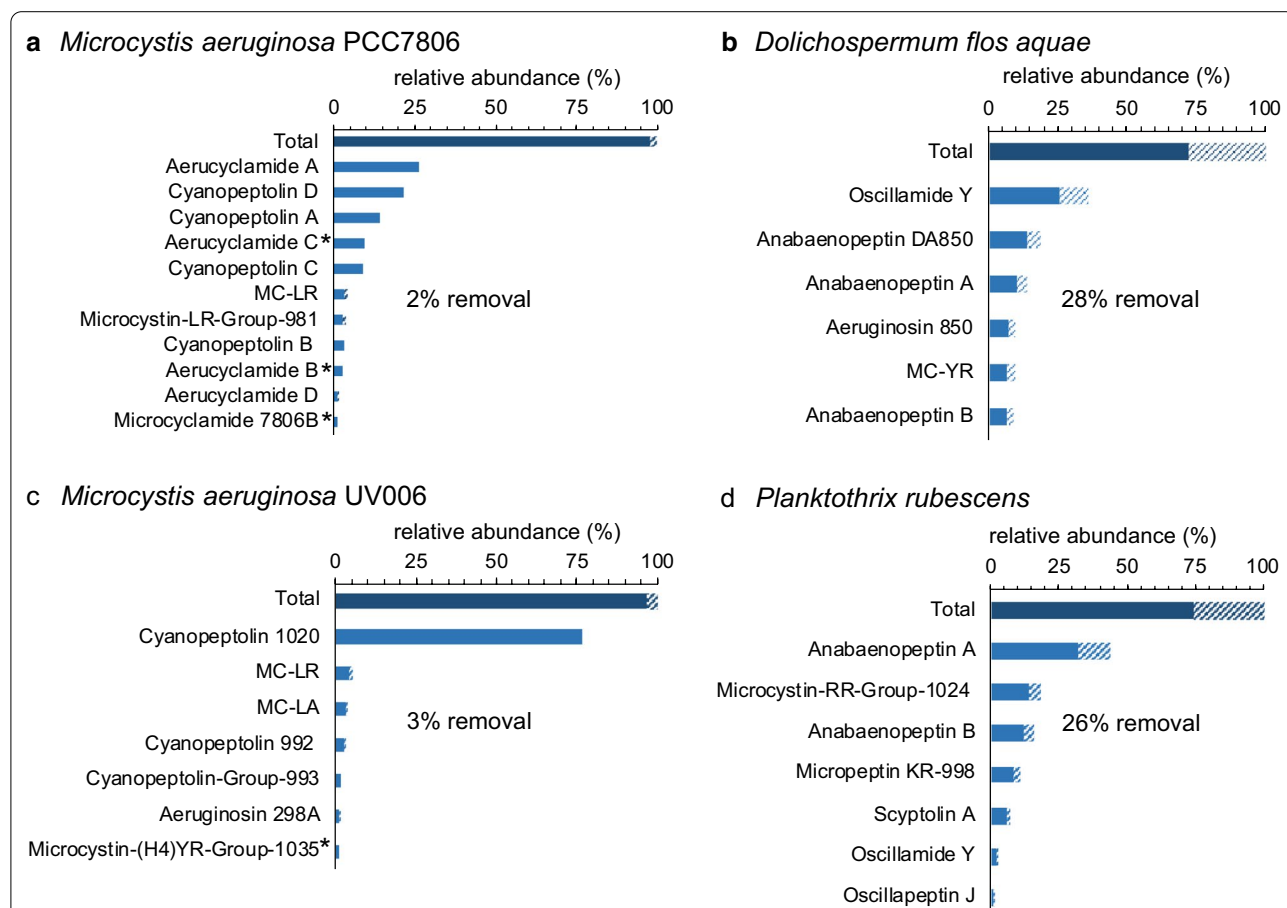 a Microcystis aeruginosa PCC7806
relative abundance (%)
0 25 50 75 100
Total
Aerucyclamide A
Cyanopeptolin D
Cyanopeptolin A
Aerucyclamide C*
Cyanopeptolin C
MC-LR
Microcystin-LR-Group-981
Cyanopeptolin B
Aerucyclamide B*
Aerucyclamide D
Microcyclamide 7806B*
2% removal
b Dolichospermum flos aquae
relative abundance (%)
0 25 50 75 100
Total
Oscillamide Y
Anabaenopeptin DA850
Anabaenopeptin A
Aeruginosin 850
MC-YR
Anabaenopeptin B
28% removal
c Microcystis aeruginosa UV006
relative abundance (%)
0 25 50 75 100
Total
Cyanopeptolin 1020
MC-LR
MC-LA
Cyanopeptolin 992
Cyanopeptolin-Group-993
Aeruginosin 298A
Microcystin-(H4)YR-Group-1035*
3% removal
d Planktothrix rubescens
relative abundance (%)
0 25 50 75 100
Total
Anabaenopeptin A
Microcystin-RR-Group-1024
Anabaenopeptin B
Micropeptin KR-998
Scyptolin A
Oscillamide Y
Oscillapeptin J
26% removal